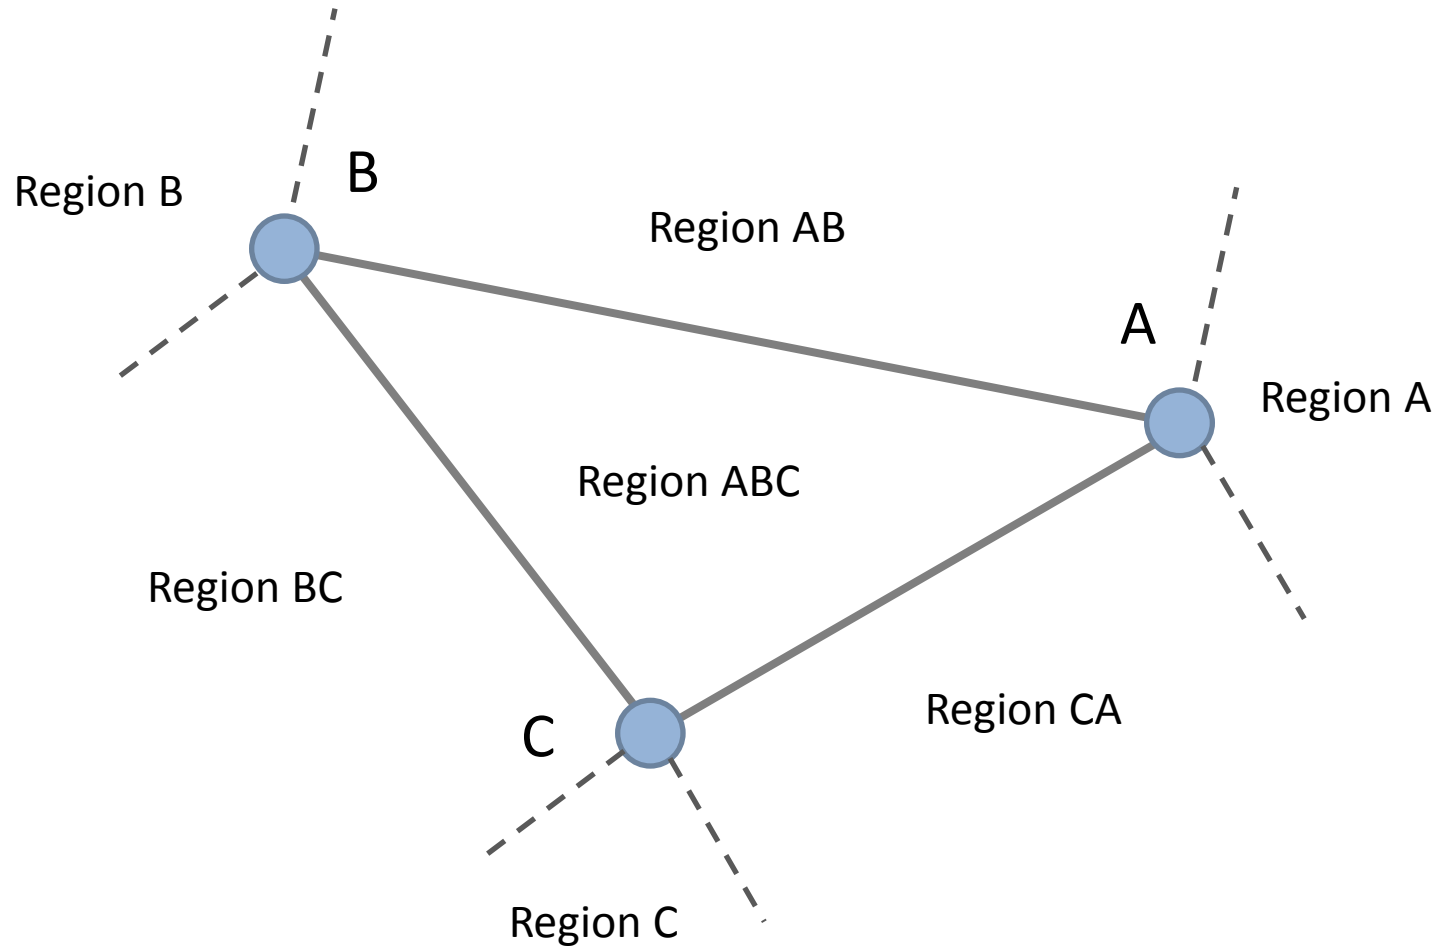 B
Region B
Region AB
A
Region A
Region ABC
Region BC
Region CA
C
Region C